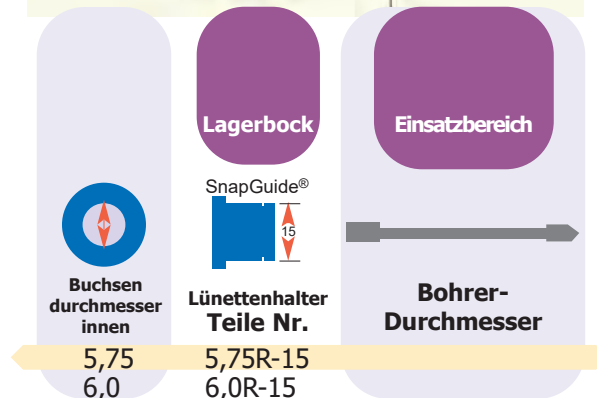 Lagerbock
Einsatzbereich
SnapGuide®
15
Buchsen
durchmesser
innen
Lünettenhalter
Teile Nr.
Bohrer-
Durchmesser
5,75 5,75R-15
6,0 6,0R-15